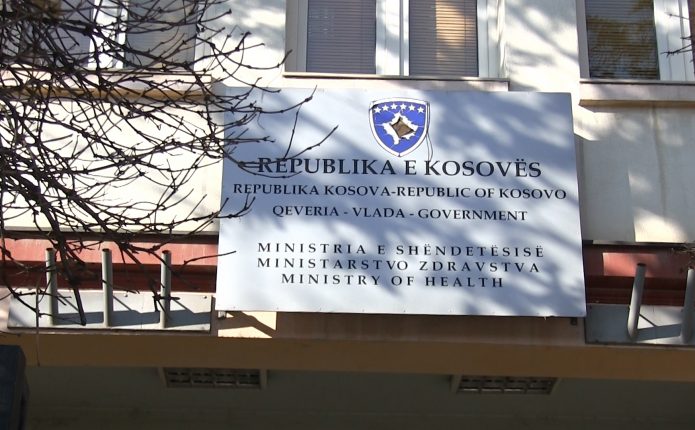 REPUBLIKA E KOSOVËS
REPUBLIKA KOSOVA-REPUBLIC OF KOSOVO
QEVERIA - VLADA - GOVERNMENT
MINISTRIA E SHËNDETËSISË
MINISTARSTVO ZDRAVSTVA
MINISTRY OF HEALTH